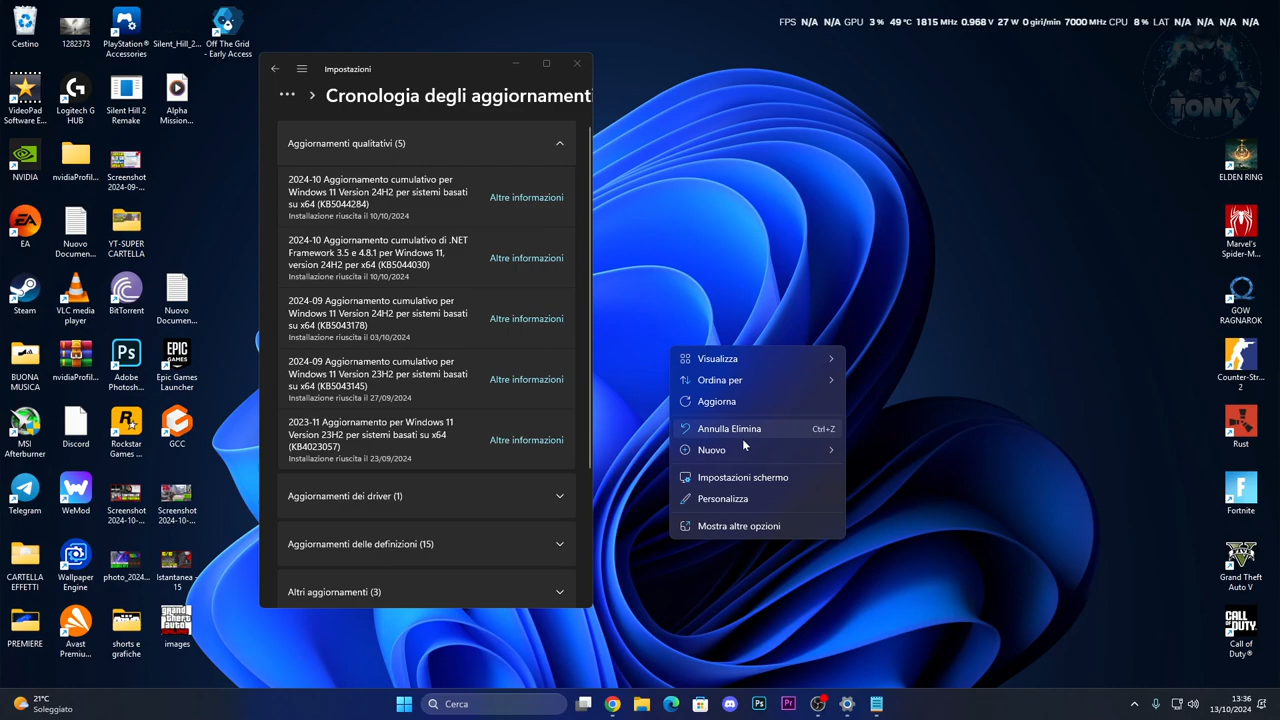 FPS N/A N/A GPU 3 % 49 °C 1815 MHz 0.968 V 27 W 0 giri/min 7000 MHz CPU 8 % LAT N/A N/A N/A N/A
TONY
Cestino
1282373
PlayStation® Accessories
Silent_Hill_2...
Off The Grid - Early Access
VideoPad Software E...
Logitech G HUB
Silent Hill 2 Remake
Alpha Mission...
NVIDIA
nvidiaProfil...
Screenshot 2024-09-...
EA
Nuovo Documen...
YT-SUPER CARTELLA
Steam
VLC media player
BitTorrent
Nuovo Documen...
BUONA MUSICA
nvidiaProfil...
Adobe Photosh...
Epic Games Launcher
MSI Afterburner
Discord
Rockstar Games ...
GCC
Telegram
WeMod
Screenshot 2024-10-...
Screenshot 2024-10-...
CARTELLA EFFETTI
Wallpaper Engine
photo_2024...
Istantanea - 15
PREMIERE
Avast Premiu...
shorts e grafiche
images
Impostazioni
Cronologia degli aggiornamenti
Aggiornamenti qualitativi (5)
2024-10 Aggiornamento cumulativo per
Windows 11 Version 24H2 per sistemi basati
su x64 (KB5044284)
Installazione riuscita il 10/10/2024
Altre informazioni
2024-10 Aggiornamento cumulativo di .NET
Framework 3.5 e 4.8.1 per Windows 11,
version 24H2 per x64 (KB5044030)
Installazione riuscita il 10/10/2024
Altre informazioni
2024-09 Aggiornamento cumulativo per
Windows 11 Version 24H2 per sistemi basati
su x64 (KB5043178)
Installazione riuscita il 03/10/2024
Altre informazioni
2024-09 Aggiornamento cumulativo per
Windows 11 Version 23H2 per sistemi basati
su x64 (KB5043145)
Installazione riuscita il 27/09/2024
Altre informazioni
2023-11 Aggiornamento per Windows 11
Version 23H2 per sistemi basati su x64
(KB4023057)
Installazione riuscita il 23/09/2024
Altre informazioni
Aggiornamenti dei driver (1)
Aggiornamenti delle definizioni (15)
Altri aggiornamenti (3)
Visualizza
Ordina per
Aggiorna
Annulla Elimina Ctrl+Z
Nuovo
Impostazioni schermo
Personalizza
Mostra altre opzioni
ELDEN RING
Marvel's Spider-M...
GOW RAGNAROK
Counter-Str... 2
Rust
Fortnite
Grand Theft Auto V
Call of Duty®
21°C
Soleggiato
Cerca
13:36
13/10/2024